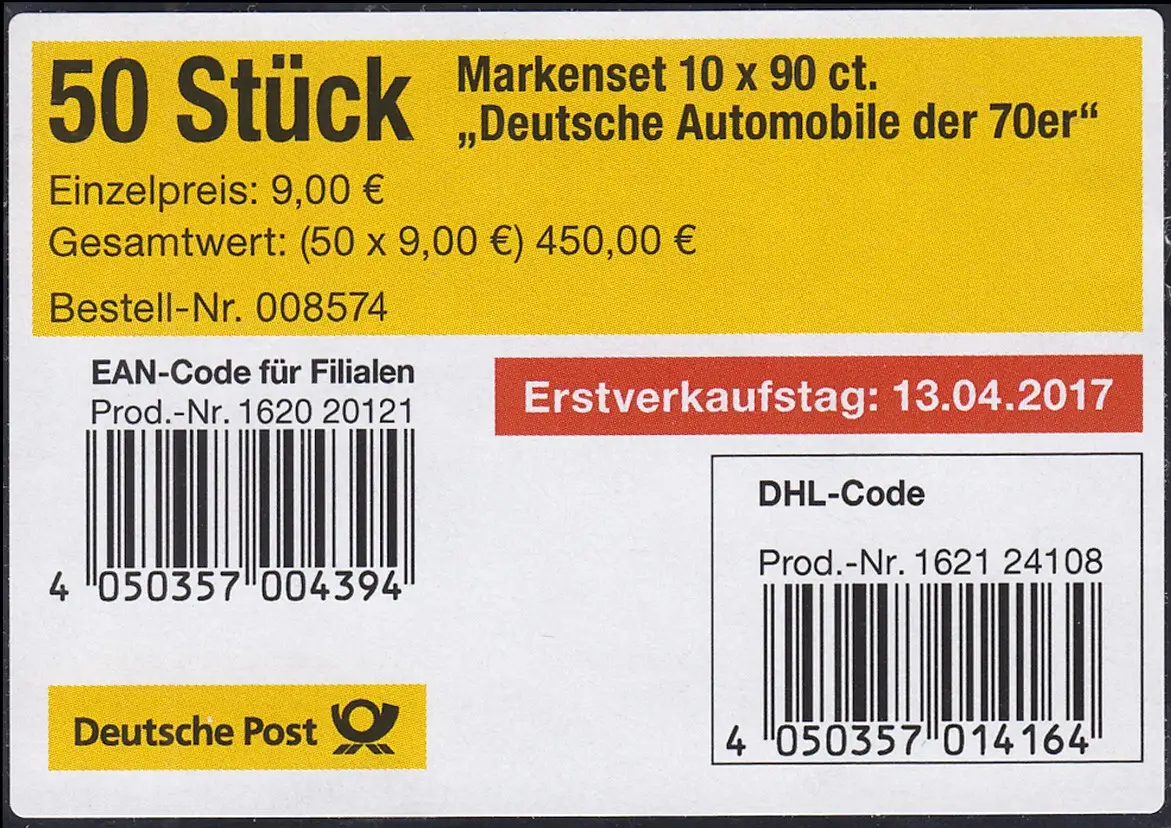 50 Stück
Markenset 10 x 90 ct.
„Deutsche Automobile der 70er“
Einzelpreis: 9,00 €
Gesamtwert: (50 x 9,00 €) 450,00 €
Bestell-Nr. 008574
EAN-Code für Filialen
Prod.-Nr. 1620 20121
4 050357 004394
Erstverkaufstag: 13.04.2017
DHL-Code
Prod.-Nr. 1621 24108
4 050357 014164
Deutsche Post